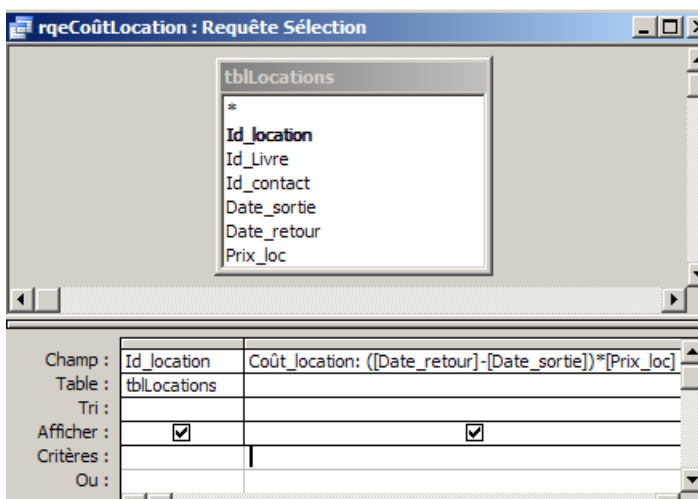 rqeCoûtLocation : Requête Sélection
tblLocations
*
Id_location
Id_Livre
Id_contact
Date_sortie
Date_retour
Prix_loc
Champ : Id_location Coût_location: ([Date_retour]-[Date_sortie])*[Prix_loc]
Table : tblLocations
Tri :
Afficher :
Critères :
Ou :